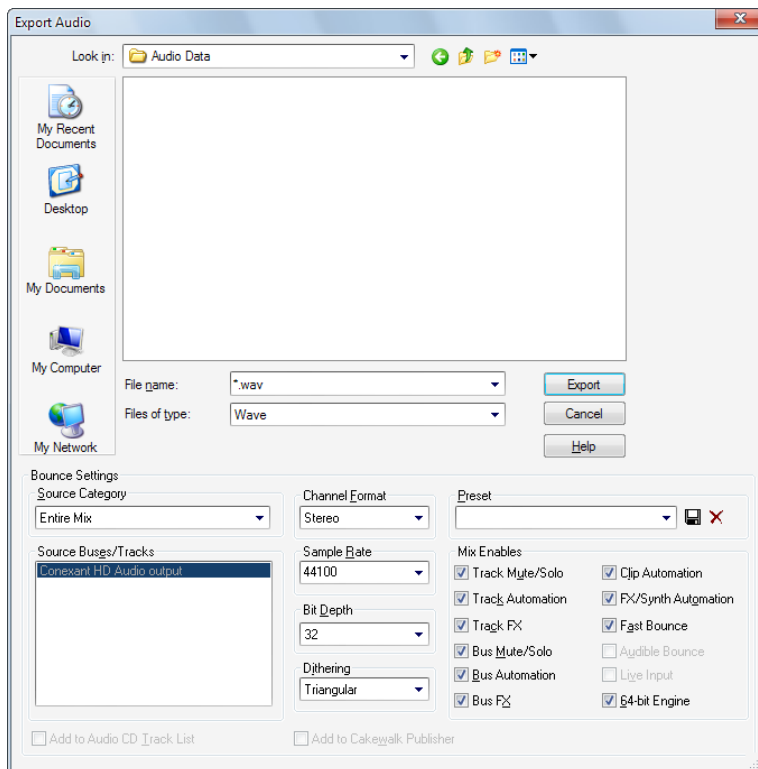 Export Audio
Look in:
Audio Data
My Recent
Documents
Desktop
My Documents
My Computer
My Network
File name:
*.wav
Export
Files of type:
Wave
Cancel
Help
Bounce Settings
Source Category
Entire Mix
Channel Format
Stereo
Preset
Source Buses/Tracks
Conexant HD Audio output
Sample Rate
44100
Bit Depth
32
Dithering
Triangular
Mix Enables
Track Mute/Solo
Clip Automation
Track Automation
FX/Synth Automation
Track FX
Fast Bounce
Bus Mute/Solo
Audible Bounce
Bus Automation
Live Input
Bus FX
64-bit Engine
Add to Audio CD Track List
Add to Cakewalk Publisher